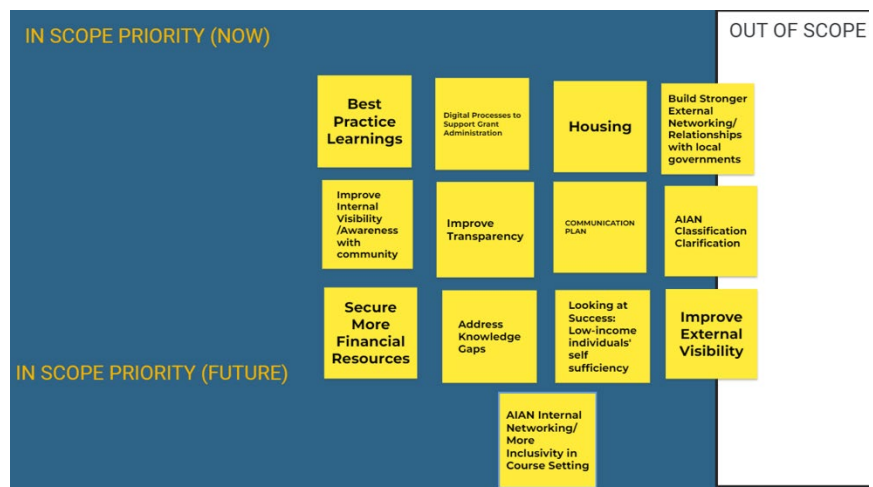 IN SCOPE PRIORITY (NOW)
OUT OF SCOPE
Best
Practice
Learnings
Digital Processes to
Support Grant
Administration
Housing
Build Stronger
External
Networking/
Relationships
with local
governments
Improve
Internal
Visibility
/Awareness
with
community
Improve
Transparency
COMMUNICATION
PLAN
AIAN
Classification
Clarification
Secure
More
Financial
Resources
Address
Knowledge
Gaps
Looking at
Success:
Low-income
individuals'
self
sufficiency
Improve
External
Visibility
IN SCOPE PRIORITY (FUTURE)
AIAN Internal
Networking/
More
Inclusivity in
Course Setting